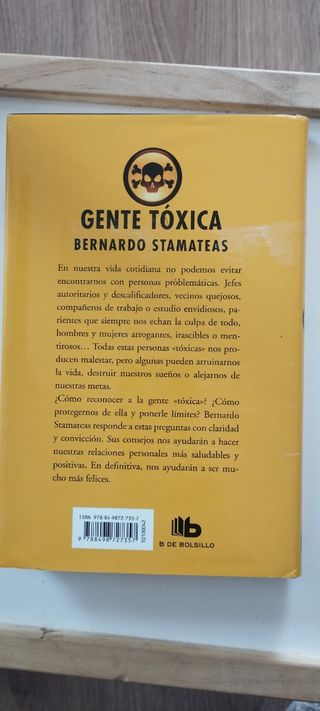 GENTE TÓXICA
BERNARDO STAMATEAS
En nuestra vida cotidiana no podemos evitar
encontrarnos con personas próblemáticas. Jefes
autoritarios y descalificadores, vecinos quejosos,
compañeros de trabajo o estudio envidiosos, pa-
rientes que siempre nos echan la culpa de todo,
hombres y mujeres arrogantes, irascibles o men-
tirosos… Todas estas personas «tóxicas» nos pro-
ducen malestar, pero algunas pueden arruinarnos
la vida, destruir nuestros sueños o alejarnos de
nuestras metas.
¿Cómo reconocer a la gente «tóxica»? ¿Cómo
protegernos de ella y ponerle límites? Bernardo
Stamateas responde a estas preguntas con claridad
y convicción. Sus consejos nos ayudarán a hacer
nuestras relaciones personales más saludables y
positivas. En definitiva, nos ayudarán a ser mu-
cho más felices.
ISBN 978-84-9872-735-7
9 788498 727357
50100042
b
B DE BOLSILLO